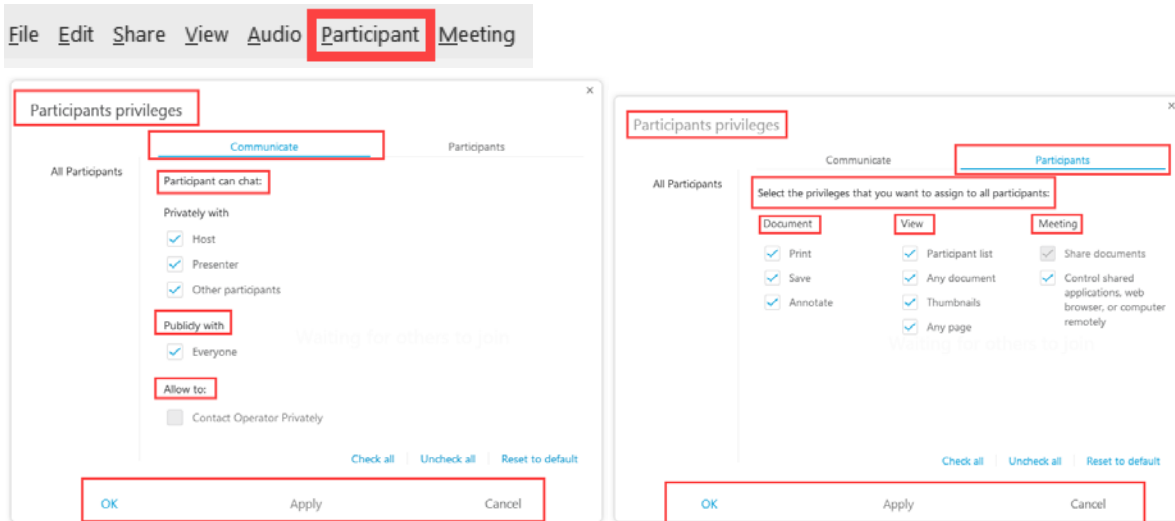 File Edit Share View Audio Participant Meeting
Participants privileges
Communicate Participants
All Participants
Participant can chat:
Privately with
Host
Presenter
Other participants
Publicly with
Everyone
Waiting for others to join
Allow to:
Contact Operator Privately
Check all Uncheck all Reset to default
OK Apply Cancel
Participants privileges
Communicate Participants
All Participants
Select the privileges that you want to assign to all participants:
Document View Meeting
Print Participant list Share documents
Save Any document Control shared
applications, web
Annotate Thumbnails browser, or computer
Any page remotely
Waiting for others to join
Check all Uncheck all Reset to default
OK Apply Cancel